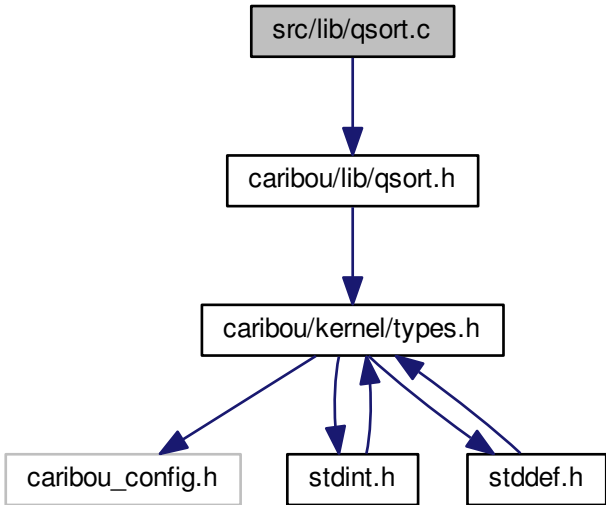 src/lib/qsort.c
caribou/lib/qsort.h
caribou/kernel/types.h
caribou_config.h
stdint.h
stddef.h